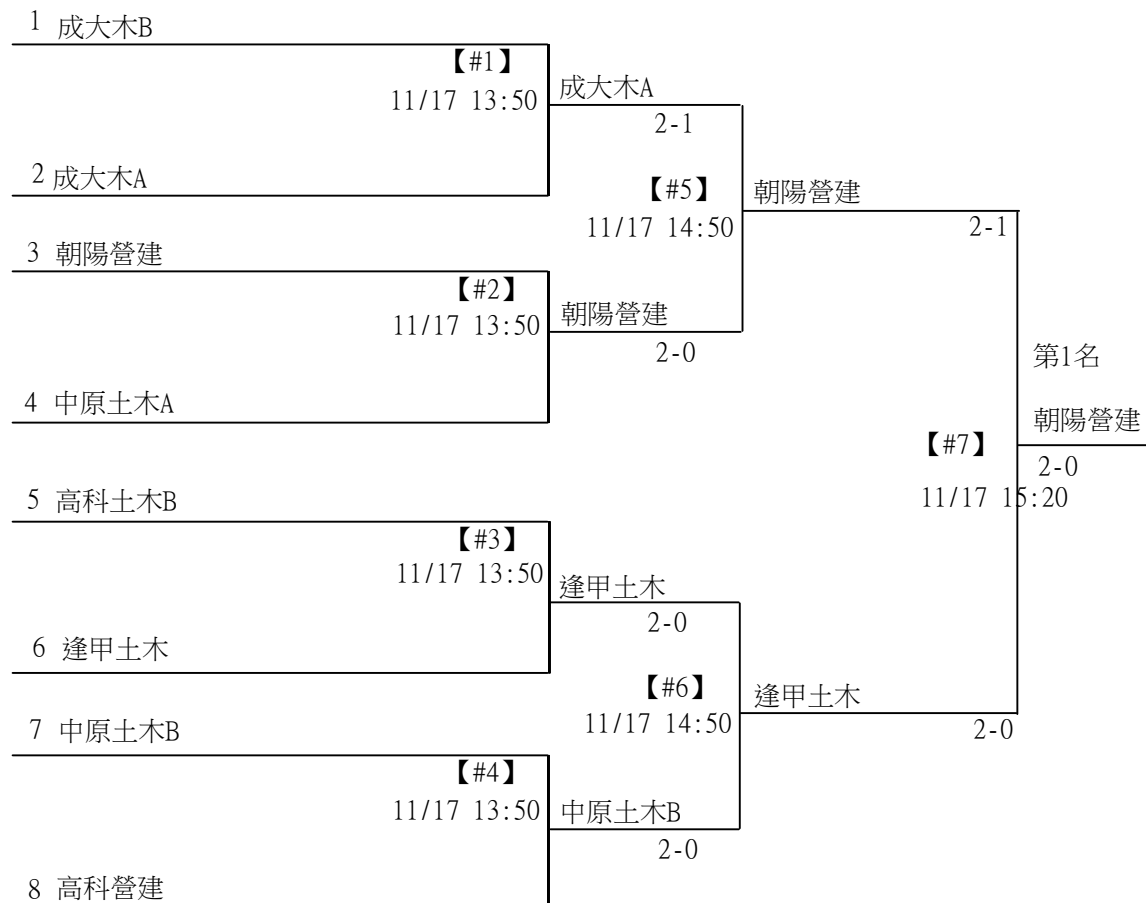 1 成大木B
【#1】
11/17 13:50
成大木A
2-1
2 成大木A
【#5】
11/17 14:50
朝陽營建
2-1
3 朝陽營建
【#2】
11/17 13:50
朝陽營建
2-0
4 中原土木A
第1名
朝陽營建
【#7】
2-0
11/17 15:20
5 高科土木B
【#3】
11/17 13:50
逢甲土木
2-0
6 逢甲土木
【#6】
11/17 14:50
逢甲土木
2-0
7 中原土木B
【#4】
11/17 13:50
中原土木B
2-0
8 高科營建